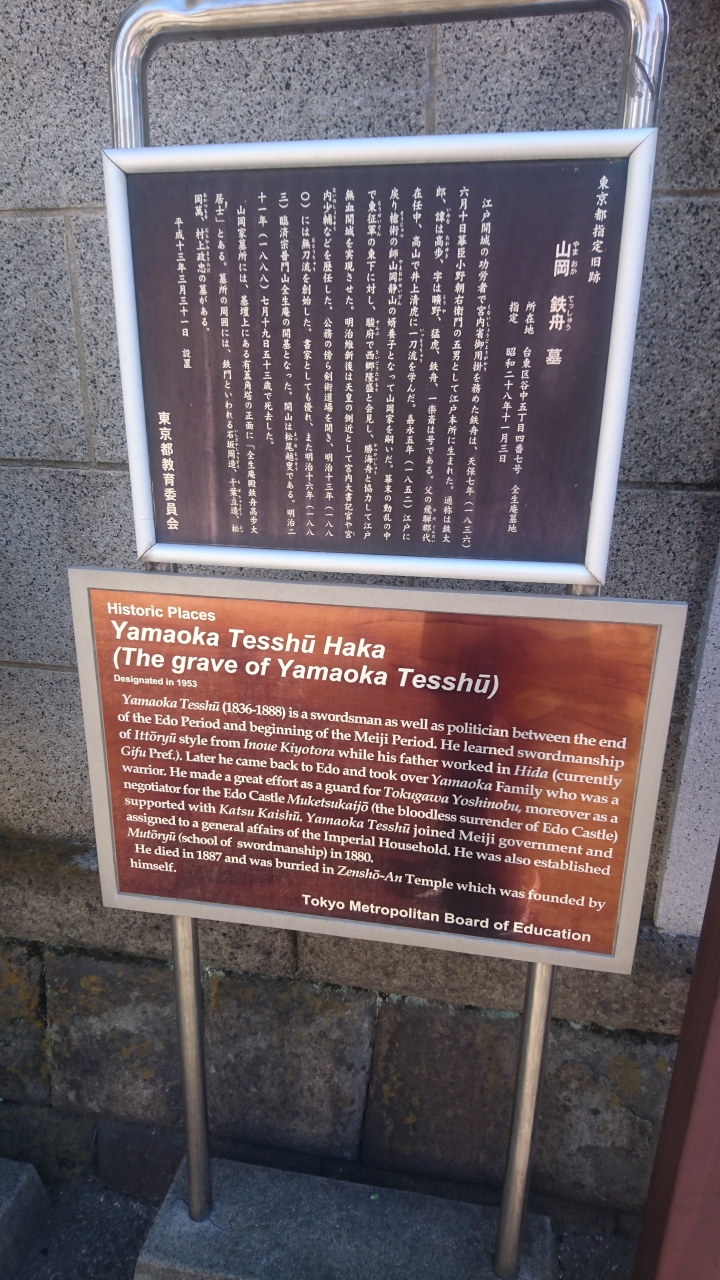 東京都指定旧跡
山岡 鉄舟 墓
やま おか てっしゅう
所在地 台東区谷中五丁目四番七号 全生庵墓地
指定 昭和二十八年十一月三日
江戸開城の功労者で宮内省御用掛を務めた鉄舟は、天保七年(一八三六)
六月十日幕臣小野朝右衛門の五男として江戸本所に生まれた。通称は鉄太
郎、諱は高歩、字は曠野、猛虎、鉄舟、一楽斎は号である。父の飛騨郡代
在任中、高山で井上清虎に一刀流を学んだ。嘉永五年(一八五二)江戸に
戻り槍術の師山岡静山の婿養子となって山岡家を嗣いだ。幕末の動乱の中
で東征軍の東下に対し、駿府で西郷隆盛と会見し、勝海舟と協力して江戸
無血開城を実現させた。明治維新後は天皇の側近として宮内大書記官や宮
内少輔などを歴任した。公務の傍ら剣術道場を開き、明治十三年(一八八
〇)には無刀流を創始した。書家としても優れ、また明治十六年(一八八
三)臨済宗普門山全生庵の開基となった。開山は松尾越叟である。明治二
十一年(一八八八)七月十九日五十三歳で死去した。
山岡家墓所には、墓壇上にある有蓋角塔の正面に「全生庵殿鉄舟高歩大
居士」とある。墓所の周囲には、鉄門といわれる石坂周造、千葉立造、松
岡萬、村上政忠の墓がある。
平成十三年三月三十一日 設置
東京都教育委員会
Historic Places
Yamaoka Tesshū Haka
(The grave of Yamaoka Tesshū)
Designated in 1953
Yamaoka Tesshū (1836-1888) is a swordsman as well as politician between the end
of the Edo Period and beginning of the Meiji Period. He learned swordmanship
of Ittōryū style from Inoue Kiyotora while his father worked in Hida (currently
Gifu Pref.). Later he came back to Edo and took over Yamaoka Family who was a
warrior. He made a great effort as a guard for Tokugawa Yoshinobu, moreover as a
negotiator for the Edo Castle Muketsukaijō (the bloodless surrender of Edo Castle)
supported with Katsu Kaishū. Yamaoka Tesshū joined Meiji government and
assigned to a general affairs of the Imperial Household. He was also established
Mutōryū (school of swordmanship) in 1880.
He died in 1887 and was burried in Zenshō-An Temple which was founded by
himself.
Tokyo Metropolitan Board of Education